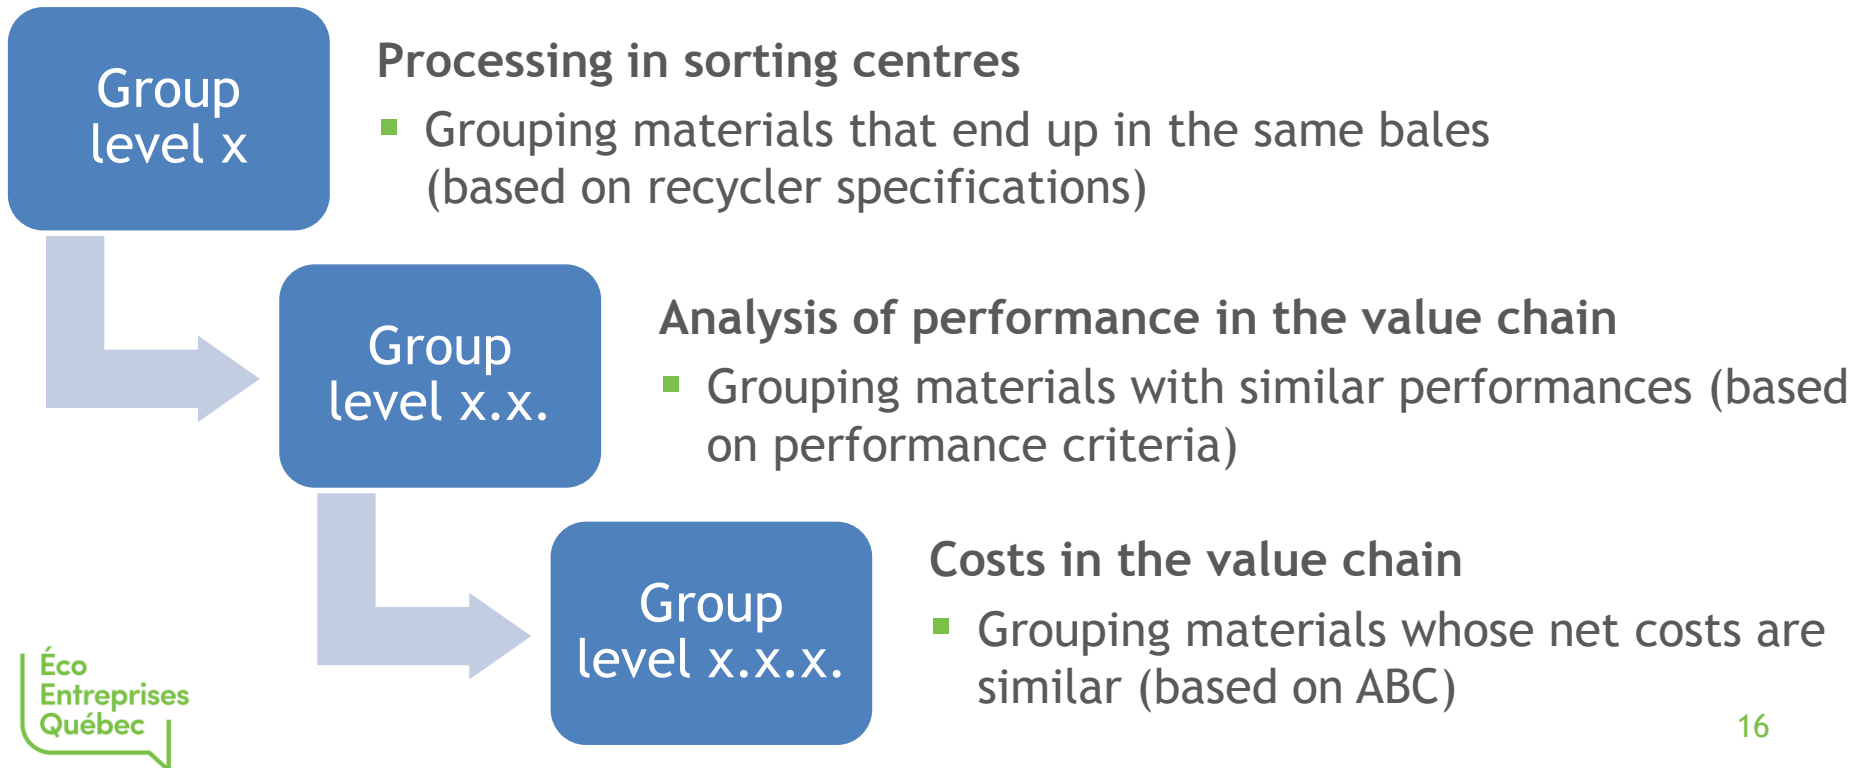 Group
level x
Processing in sorting centres
▪ Grouping materials that end up in the same bales
(based on recycler specifications)
Group
level x.x.
Analysis of performance in the value chain
▪ Grouping materials with similar performances (based
on performance criteria)
Group
level x.x.x.
Costs in the value chain
▪ Grouping materials whose net costs are
similar (based on ABC)
Éco
Entreprises
Québec
16